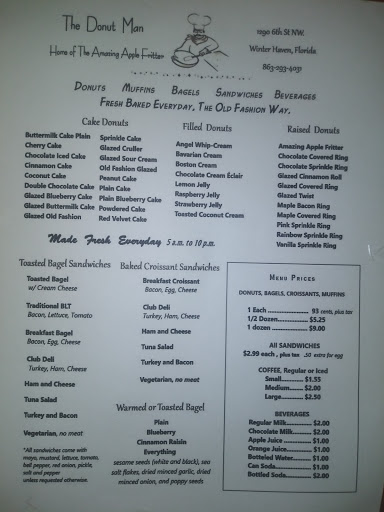 The Donut Man
Home of The Amazing Apple Fritter
1290 6th St NW.
Winter Haven, Florida
863-293-4031
DONUTS MUFFINS BAGELS SANDWICHES BEVERAGES
FRESH BAKED EVERYDAY, THE OLD FASHION WAY.
Cake Donuts
Buttermilk Cake Plain
Cherry Cake
Chocolate Iced Cake
Cinnamon Cake
Coconut Cake
Double Chocolate Cake
Glazed Blueberry Cake
Glazed Buttermilk Cake
Glazed Old Fashion
Sprinkle Cake
Glazed Cruller
Glazed Sour Cream
Old Fashion Glazed
Peanut Cake
Plain Cake
Plain Blueberry Cake
Powdered Cake
Red Velvet Cake
Filled Donuts
Angel Whip-Cream
Bavarian Cream
Boston Cream
Chocolate Cream Éclair
Lemon Jelly
Raspberry Jelly
Strawberry Jelly
Toasted Coconut Cream
Raised Donuts
Amazing Apple Fritter
Chocolate Covered Ring
Chocolate Sprinkle Ring
Glazed Cinnamon Roll
Glazed Covered Ring
Glazed Twist
Maple Bacon Ring
Maple Covered Ring
Pink Sprinkle Ring
Rainbow Sprinkle Ring
Vanilla Sprinkle Ring
Made Fresh Everyday 5 a.m. to 10 p.m.
Toasted Bagel Sandwiches
Toasted Bagel
w/ Cream Cheese
Traditional BLT
Bacon, Lettuce, Tomato
Breakfast Bagel
Bacon, Egg, Cheese
Club Deli
Turkey, Ham, Cheese
Ham and Cheese
Tuna Salad
Turkey and Bacon
Vegetarian, no meat
*All sandwiches come with
mayo, mustard, lettuce, tomato,
bell pepper, red onion, pickle,
salt and pepper
unless requested otherwise.
Baked Croissant Sandwiches
Breakfast Croissant
Bacon, Egg, Cheese
Club Deli
Turkey, Ham, Cheese
Ham and Cheese
Tuna Salad
Turkey and Bacon
Vegetarian, no meat
Warmed or Toasted Bagel
Plain
Blueberry
Cinnamon Raisin
Everything
sesame seeds (white and black), sea
salt flakes, dried minced garlic, dried
minced onion, and poppy seeds
MENU PRICES
DONUTS, BAGELS, CROISSANTS, MUFFINS
1 Each ........................ 93 cents, plus tax
1/2 Dozen................ $5.25
1 dozen .................. $9.00
All SANDWICHES
$2.99 each , plus tax .50 extra for egg
COFFEE, Regular or Iced
Small............ $1.55
Medium........ $2.00
Large............ $2.50
BEVERAGES
Regular Milk.............. $2.00
Chocolate Milk.......... $2.00
Apple Juice ............... $1.00
Orange Juice............. $1.00
Botteled Water.......... $1.00
Can Soda................... $1.00
Bottled Soda............. $2.80